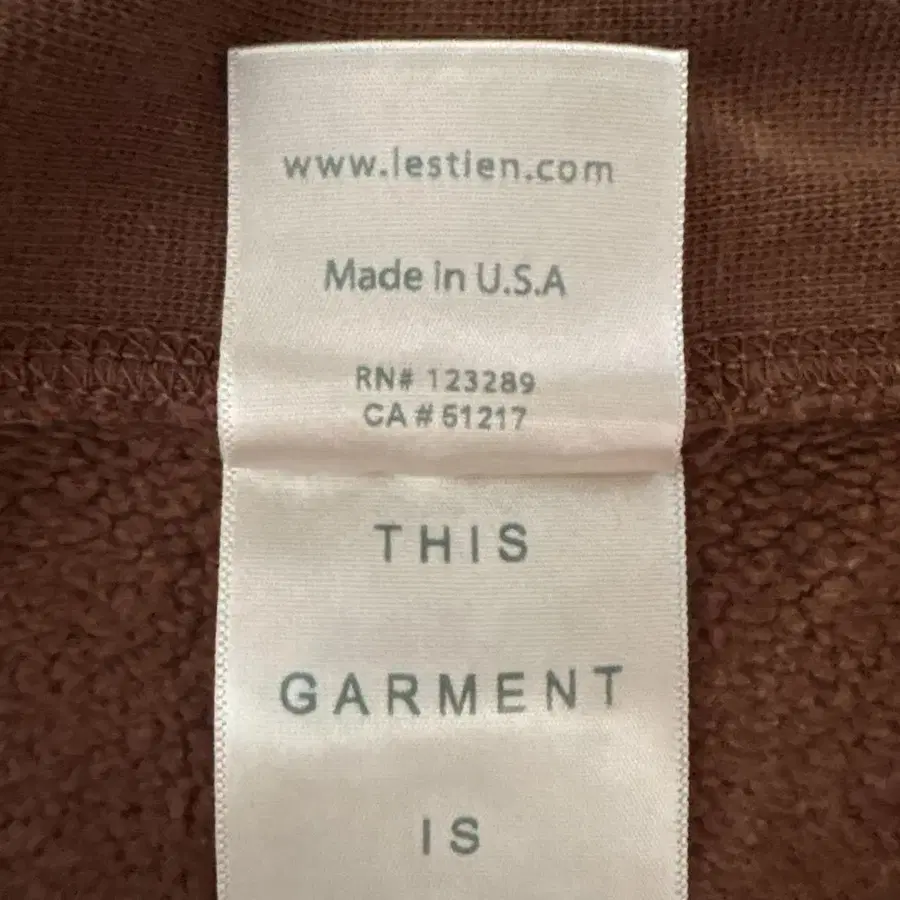 www.lestien.com
Made in U.S.A
RN# 123289
CA # 51217
THIS
GARMENT
IS